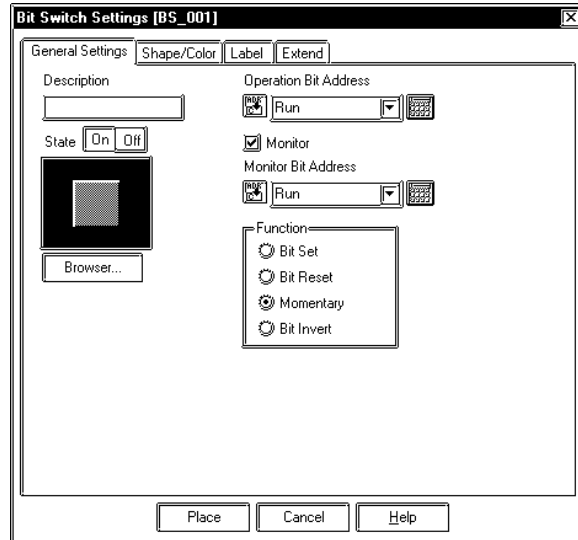 Bit Switch Settings [BS_001]
General Settings Shape/Color Label Extend
Description
Operation Bit Address
Run
State On Off
Monitor
Monitor Bit Address
Run
Browser...
Function
Bit Set
Bit Reset
Momentary
Bit Invert
Place Cancel Help